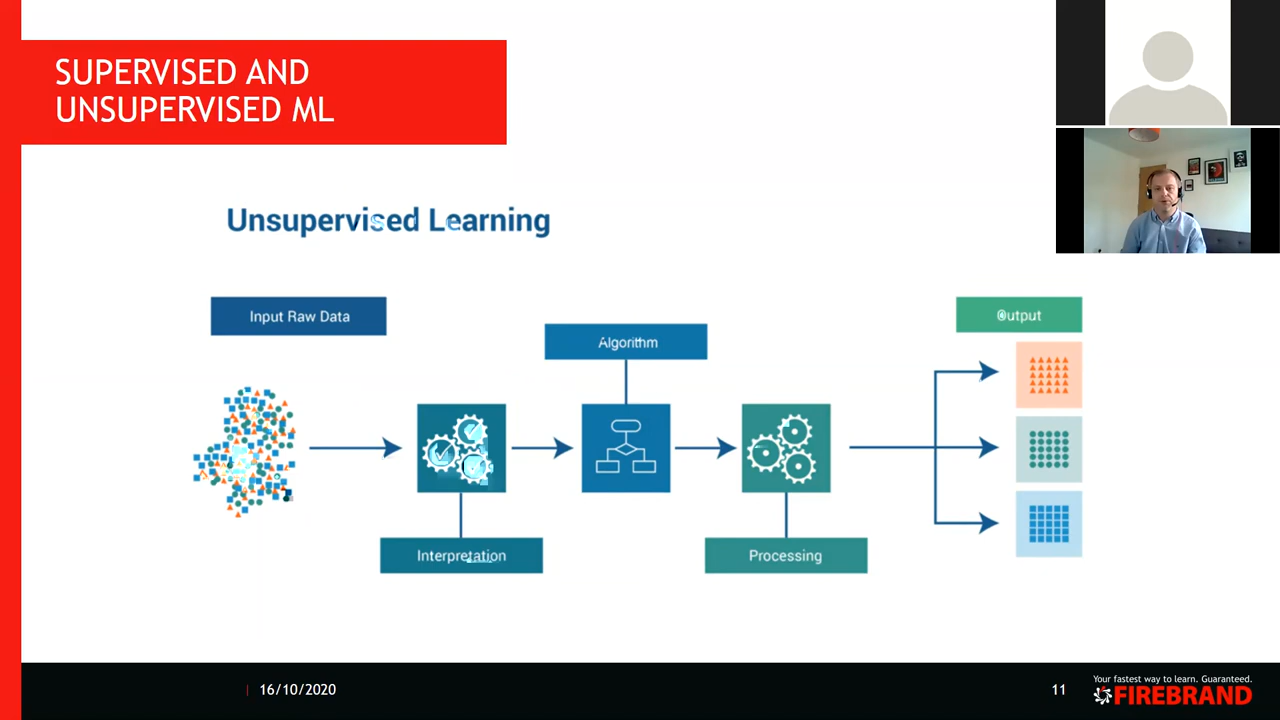 SUPERVISED AND
UNSUPERVISED ML
Unsupervised Learning
Input Raw Data
Output
Algorithm
Interpretation
Processing
16/10/2020
11
Your fastest way to learn. Guaranteed.
FIREBRAND